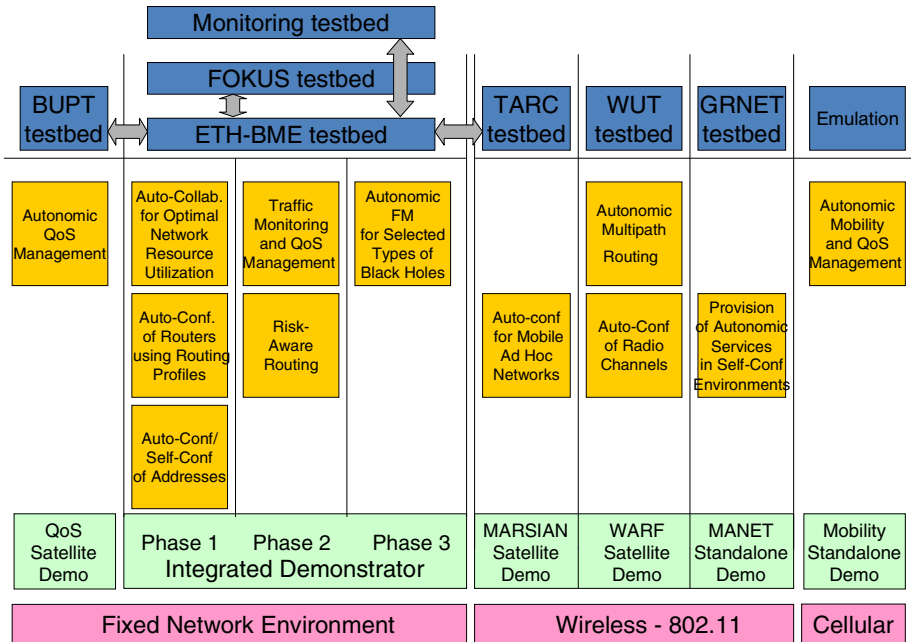 Monitoring testbed
FOKUS testbed
ETH-BME testbed
BUPT
testbed
TARC
testbed
WUT
testbed
GRNET
testbed
Emulation
Autonomic
QoS
Management
Auto-Collab.
for Optimal
Network
Resource
Utilization
Traffic
Monitoring
and QoS
Management
Autonomic
FM
for Selected
Types of
Black Holes
Autonomic
Multipath
Routing
Autonomic
Mobility
and QoS
Management
Auto-Conf.
of Routers
using Routing
Profiles
Risk-
Aware
Routing
Auto-conf
for Mobile
Ad Hoc
Networks
Auto-Conf
of Radio
Channels
Provision
of Autonomic
Services
in Self-Conf
Environments
Auto-Conf/
Self-Conf
of Addresses
QoS
Satellite
Demo
Phase 1
Phase 2
Phase 3
Integrated Demonstrator
MARSIAN
Satellite
Demo
WARF
Satellite
Demo
MANET
Standalone
Demo
Mobility
Standalone
Demo
Fixed Network Environment
Wireless - 802.11
Cellular